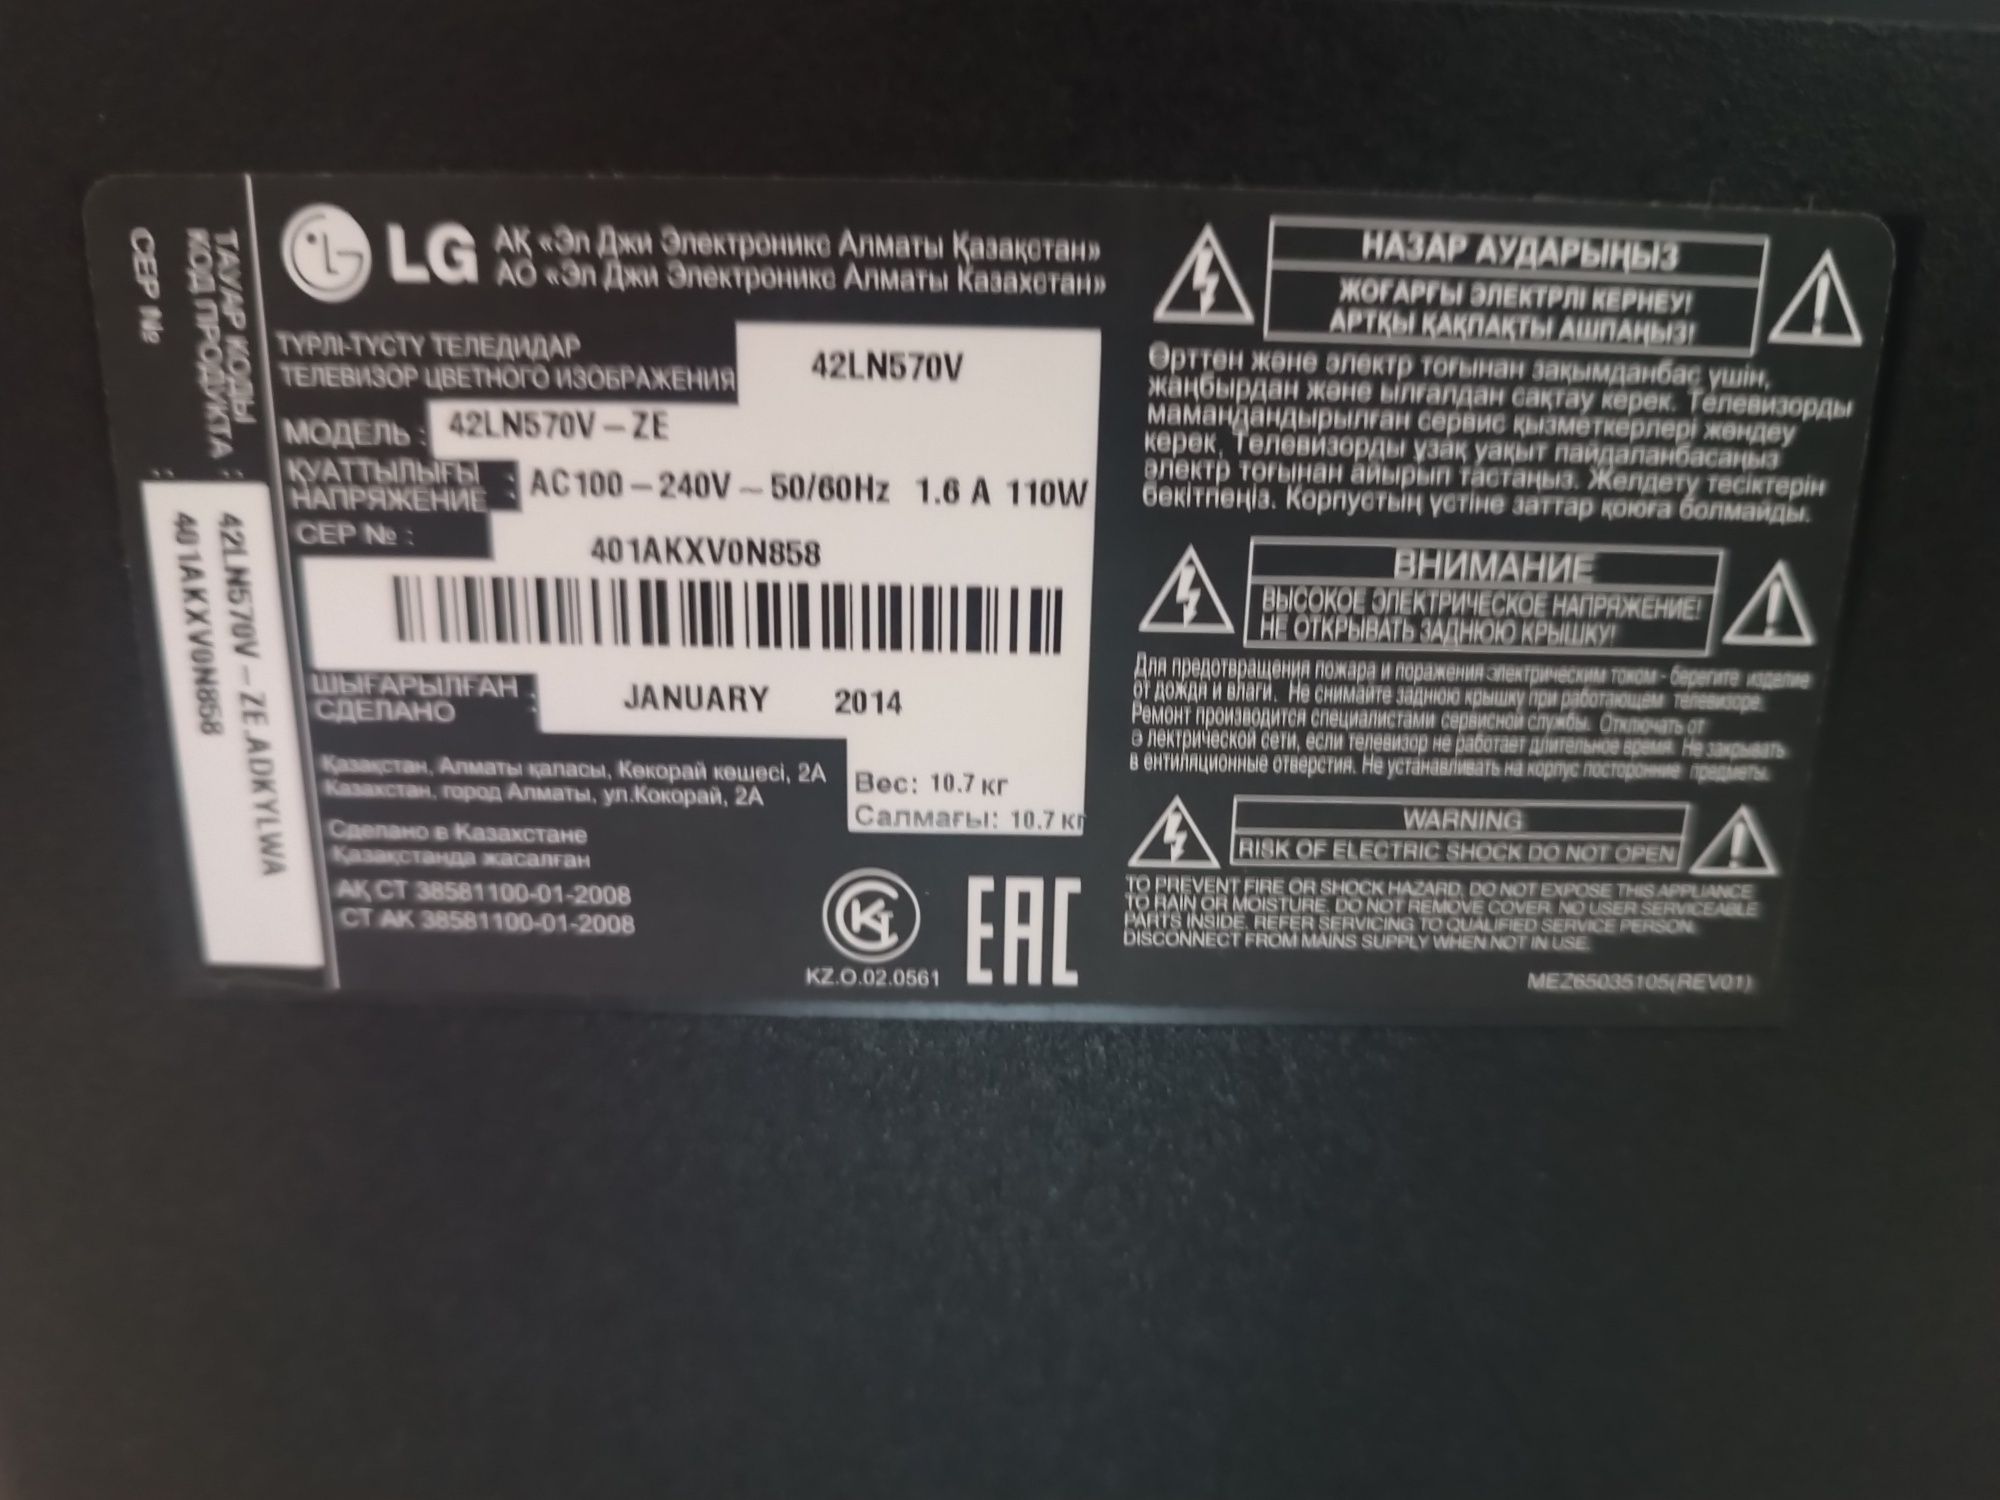 ТАУАР КОДЫ :
КОД ПРОДУКТА
42LN570V-ZE.ADKYLWA
СЕР № : 401AKXV0N858
LG
АҚ «Эл Джи Электроникс Алматы Қазақстан»
АО «Эл Джи Электроникс Алматы Казахстан»
ТҮРЛІ-ТҮСТҮ ТЕЛЕДИДАР
ТЕЛЕВИЗОР ЦВЕТНОГО ИЗОБРАЖЕНИЯ
42LN570V
МОДЕЛЬ : 42LN570V-ZE
ҚУАТТЫЛЫҒЫ
НАПРЯЖЕНИЕ : AC100-240V~50/60Hz 1.6 A 110W
СЕР № :
401AKXV0N858
ШЫҒАРЫЛҒАН
СДЕЛАНО : JANUARY 2014
Қазақстан, Алматы қаласы, Көкорай көшесі, 2А
Казахстан, город Алматы, ул.Кокорай, 2А
Вес: 10.7 кг
Салмағы: 10.7 кг
Сделано в Казахстане
Қазақстанда жасалған
АҚ СТ 38581100-01-2008
СТ АК 38581100-01-2008
KZ.O.02.0561
EAC
НАЗАР АУДАРЫҢЫЗ
ЖОҒАРҒЫ ЭЛЕКТРЛІ КЕРНЕУ!
АРТҚЫ ҚАҚПАҚТЫ АШПАҢЫЗ!
Өрттен және электр тоғынан зақымданбас үшін,
жаңбырдан және ылғалдан сақтау керек. Телевизорды
мамандандырылған сервис қызметкерлері жөндеу
керек. Телевизорды ұзақ уақыт пайдаланбасаңыз
электр тоғынан айырып тастаңыз. Желдету тесіктерін
бекітпеңіз. Корпустың үстіне заттар қоюға болмайды.
ВНИМАНИЕ
ВЫСОКОЕ ЭЛЕКТРИЧЕСКОЕ НАПРЯЖЕНИЕ!
НЕ ОТКРЫВАТЬ ЗАДНЮЮ КРЫШКУ!
Для предотвращения пожара и поражения электрическим током - берегите изделие
от дождя и влаги. Не снимайте заднюю крышку при работающем телевизоре.
Ремонт производится специалистами сервисной службы. Отключать от
э лектрической сети, если телевизор не работает длительное время. Не закрывать
в ентиляционные отверстия. Не устанавливать на корпус посторонние предметы.
WARNING
RISK OF ELECTRIC SHOCK DO NOT OPEN
TO PREVENT FIRE OR SHOCK HAZARD, DO NOT EXPOSE THIS APPLIANCE
TO RAIN OR MOISTURE. DO NOT REMOVE COVER. NO USER SERVICEABLE
PARTS INSIDE. REFER SERVICING TO QUALIFIED SERVICE PERSON.
DISCONNECT FROM MAINS SUPPLY WHEN NOT IN USE.
MEZ65035105(REV01)